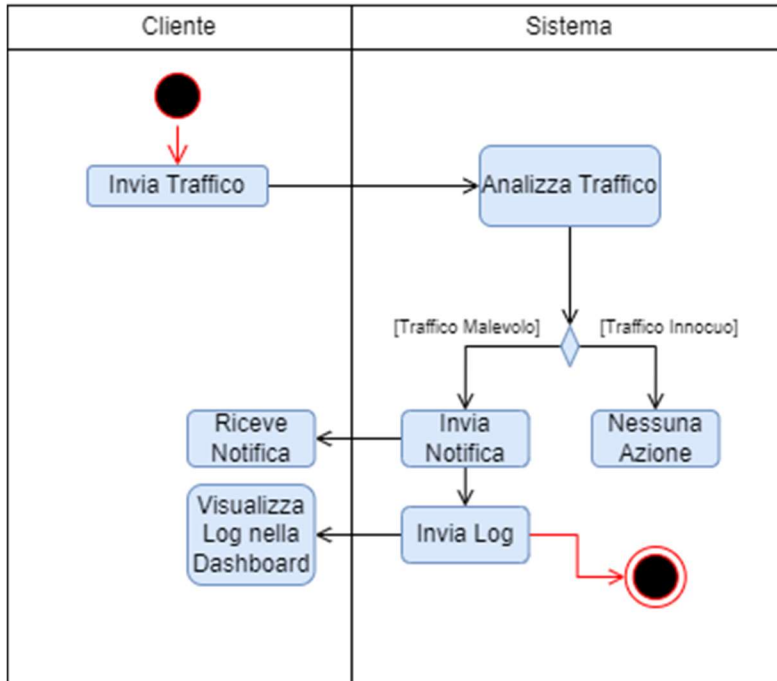 Cliente
Sistema
Invia Traffico
Analizza Traffico
[Traffico Malevolo]
[Traffico Innocuo]
Riceve
Notifica
Invia
Notifica
Nessuna
Azione
Visualizza
Log nella
Dashboard
Invia Log